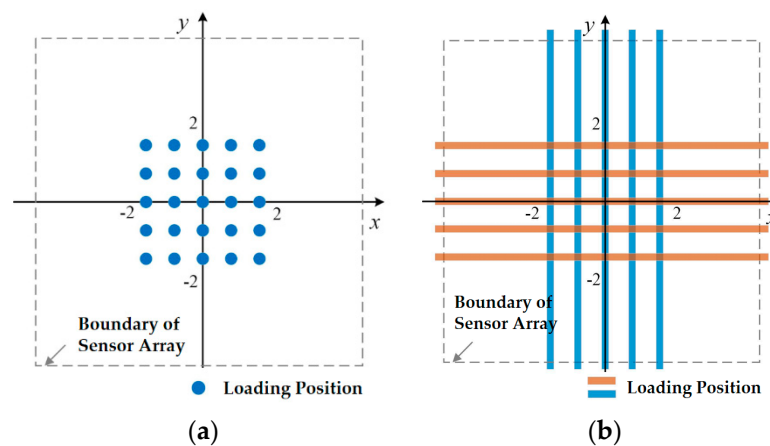 y
2
-2
2
x
-2
Boundary of
Sensor Array
Loading Position
(a)
y
2
-2
2
x
-2
Boundary of
Sensor Array
Loading Position
(b)